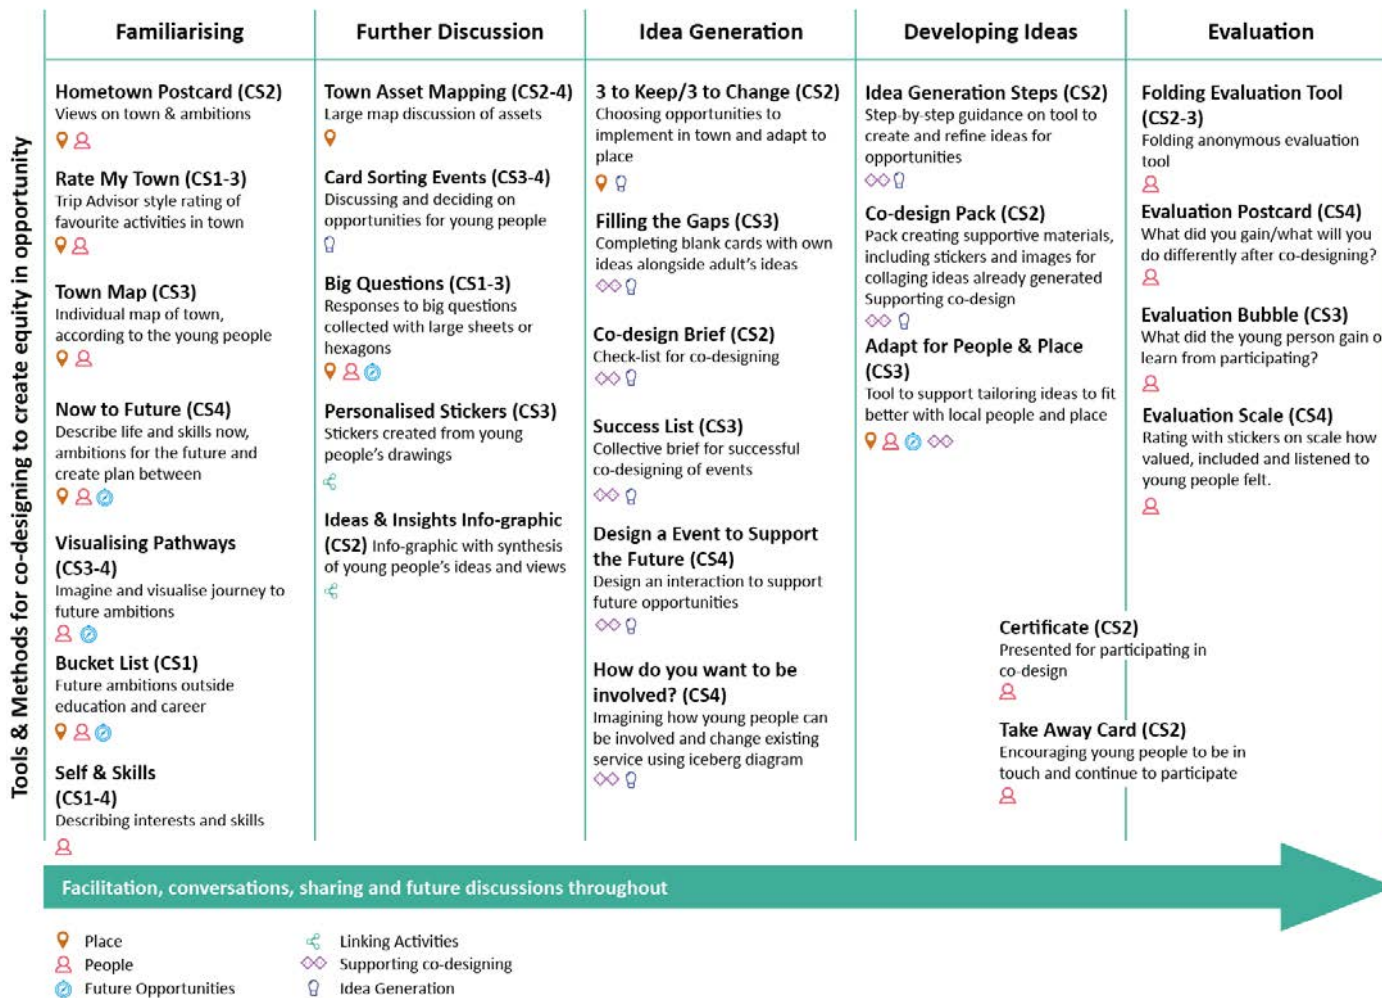 Tools & Methods for co-designing to create equity in opportunity
Familiarising
Hometown Postcard (CS2)
Views on town & ambitions
Rate My Town (CS1-3)
Trip Advisor style rating of
favourite activities in town
Town Map (CS3)
Individual map of town,
according to the young people
Now to Future (CS4)
Describe life and skills now,
ambitions for the future and
create plan between
Visualising Pathways
(CS3-4)
Imagine and visualise journey to
future ambitions
Bucket List (CS1)
Future ambitions outside
education and career
Self & Skills
(CS1-4)
Describing interests and skills
Further Discussion
Town Asset Mapping (CS2-4)
Large map discussion of assets
Card Sorting Events (CS3-4)
Discussing and deciding on
opportunities for young people
Big Questions (CS1-3)
Responses to big questions
collected with large sheets or
hexagons
Personalised Stickers (CS3)
Stickers created from young
people's drawings
Ideas & Insights Info-graphic
(CS2) Info-graphic with synthesis
of young people's ideas and views
Idea Generation
3 to Keep/3 to Change (CS2)
Choosing opportunities to
implement in town and adapt to
place
Filling the Gaps (CS3)
Completing blank cards with own
ideas alongside adult's ideas
Co-design Brief (CS2)
Check-list for co-designing
Success List (CS3)
Collective brief for successful
co-designing of events
Design a Event to Support
the Future (CS4)
Design an interaction to support
future opportunities
How do you want to be
involved? (CS4)
Imagining how young people can
be involved and change existing
service using iceberg diagram
Developing Ideas
Idea Generation Steps (CS2)
Step-by-step guidance on tool to
create and refine ideas for
opportunities
Co-design Pack (CS2)
Pack creating supportive materials,
including stickers and images for
collaging ideas already generated
Supporting co-design
Adapt for People & Place
(CS3)
Tool to support tailoring ideas to fit
better with local people and place
Evaluation
Folding Evaluation Tool
(CS2-3)
Folding anonymous evaluation
tool
Evaluation Postcard (CS4)
What did you gain/what will you
do differently after co-designing?
Evaluation Bubble (CS3)
What did the young person gain o
learn from participating?
Evaluation Scale (CS4)
Rating with stickers on scale how
valued, included and listened to
young people felt.
Certificate (CS2)
Presented for participating in
co-design
Take Away Card (CS2)
Encouraging young people to be in
touch and continue to participate
Facilitation, conversations, sharing and future discussions throughout
Place
People
Future Opportunities
Linking Activities
Supporting co-designing
Idea Generation